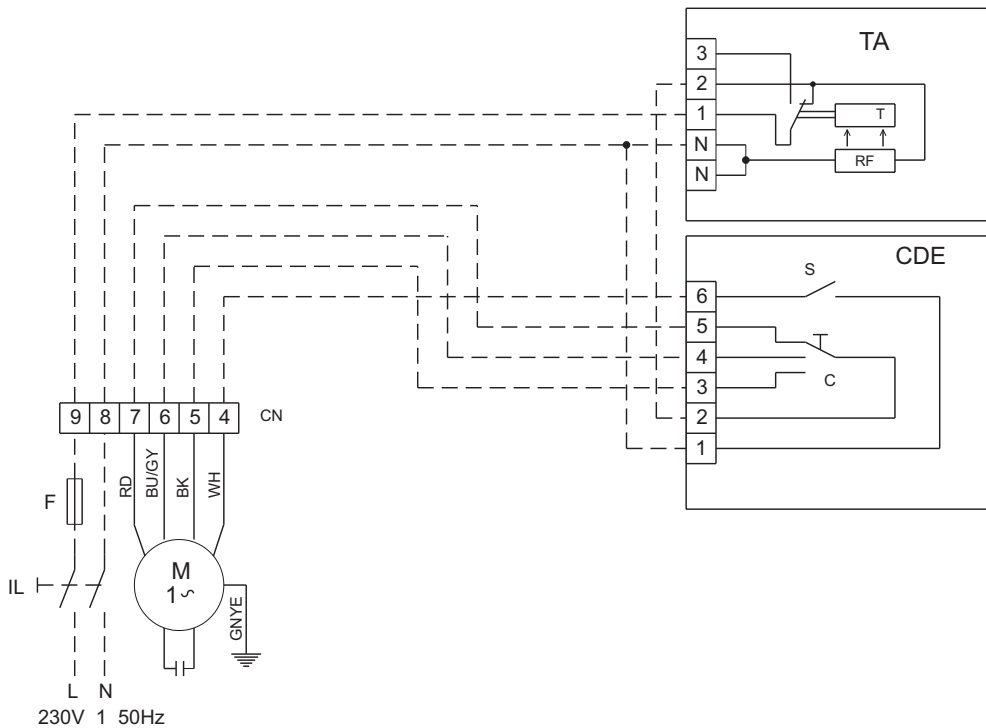 TA
3
2
1
N
N
T
RF
CDE
S
6
5
4
3
2
1
C
9 8 7 6 5 4 CN
RD BU/GY BK WH
F
M
1~
IL
GNYE
L N
230V 1 50Hz